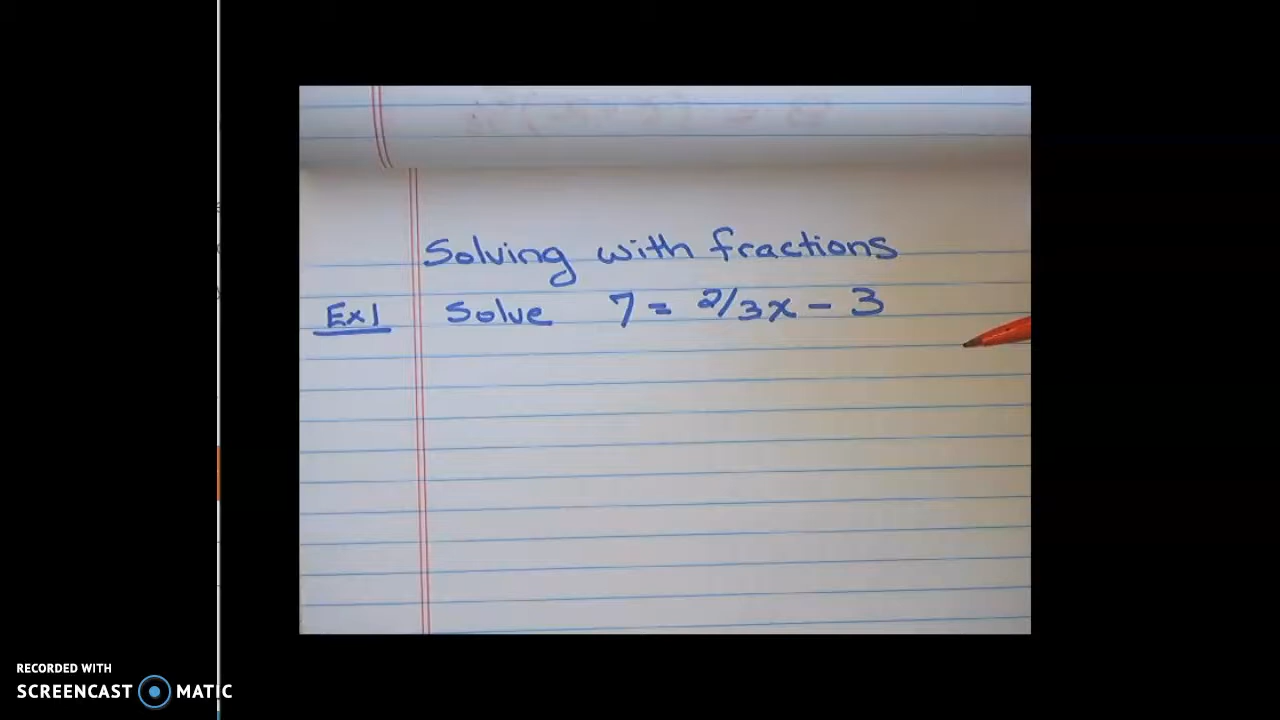 Solving with fractions
Ex1 Solve 7 = 2/3x - 3
RECORDED WITH
SCREENCAST MATIC